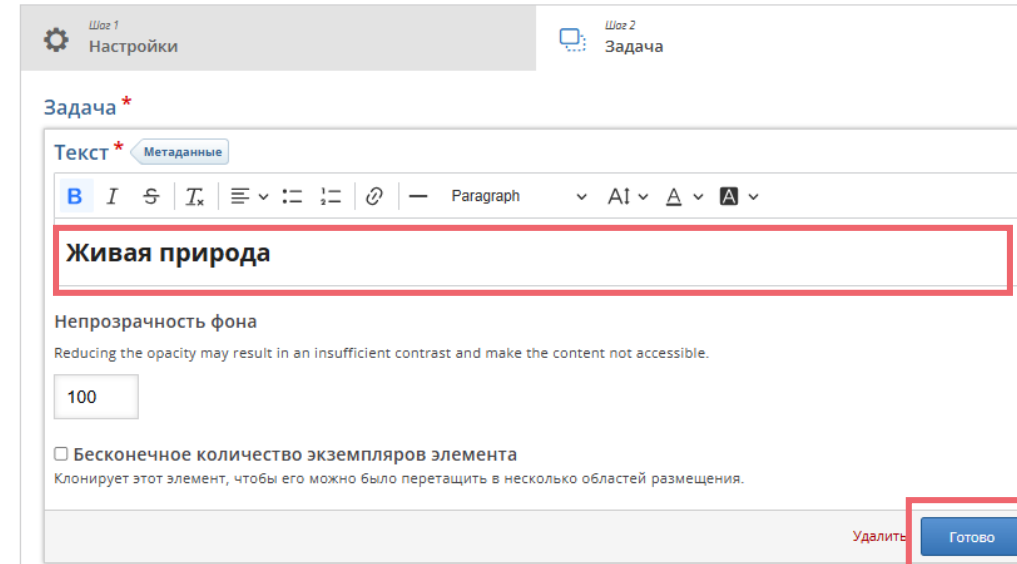 Шаг 1
Настройки
Шаг 2
Задача
Задача *
Текст * Метаданные
B I S Tx Paragraph A A A
Живая природа
Непрозрачность фона
Reducing the opacity may result in an insufficient contrast and make the content not accessible.
100
Бесконечное количество экземпляров элемента
Клонирует этот элемент, чтобы его можно было перетащить в несколько областей размещения.
Удалить Готово